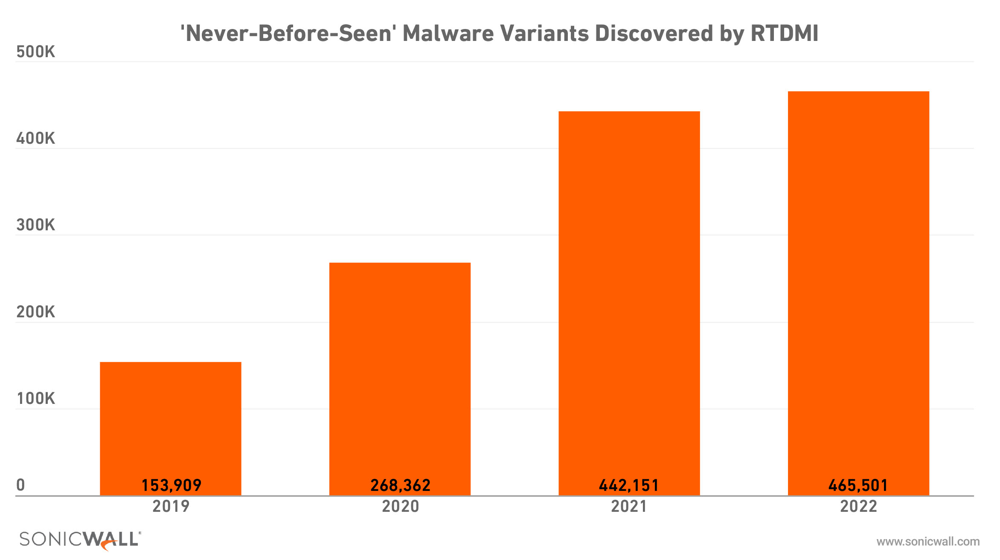 'Never-Before-Seen' Malware Variants Discovered by RTDMI
500K
400K
300K
200K
100K
0
153,909
268,362
442,151
465,501
2019
2020
2021
2022
SONICWALL®
www.sonicwall.com